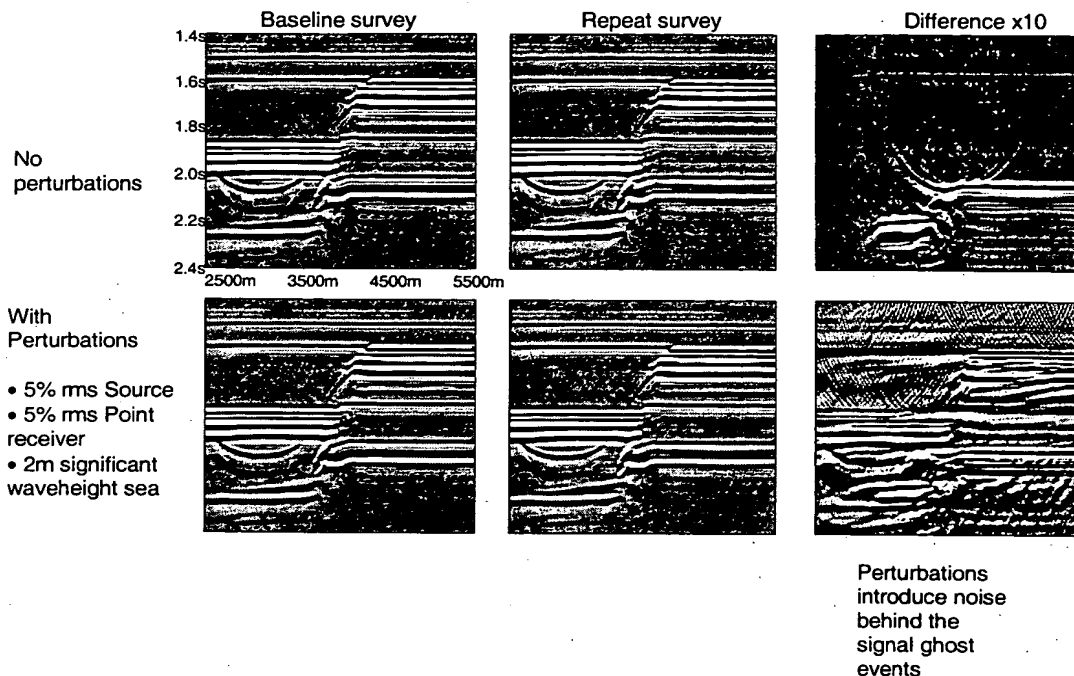 Baseline survey
Repeat survey
Difference x10
1.4s
1.6s
1.8s
2.0s
2.2s
2.4s
No
perturbations
2500m 3500m 4500m 5500m
With
Perturbations
• 5% rms Source
• 5% rms Point
receiver
• 2m significant
waveheight sea
Perturbations
introduce noise
behind the
signal ghost
events